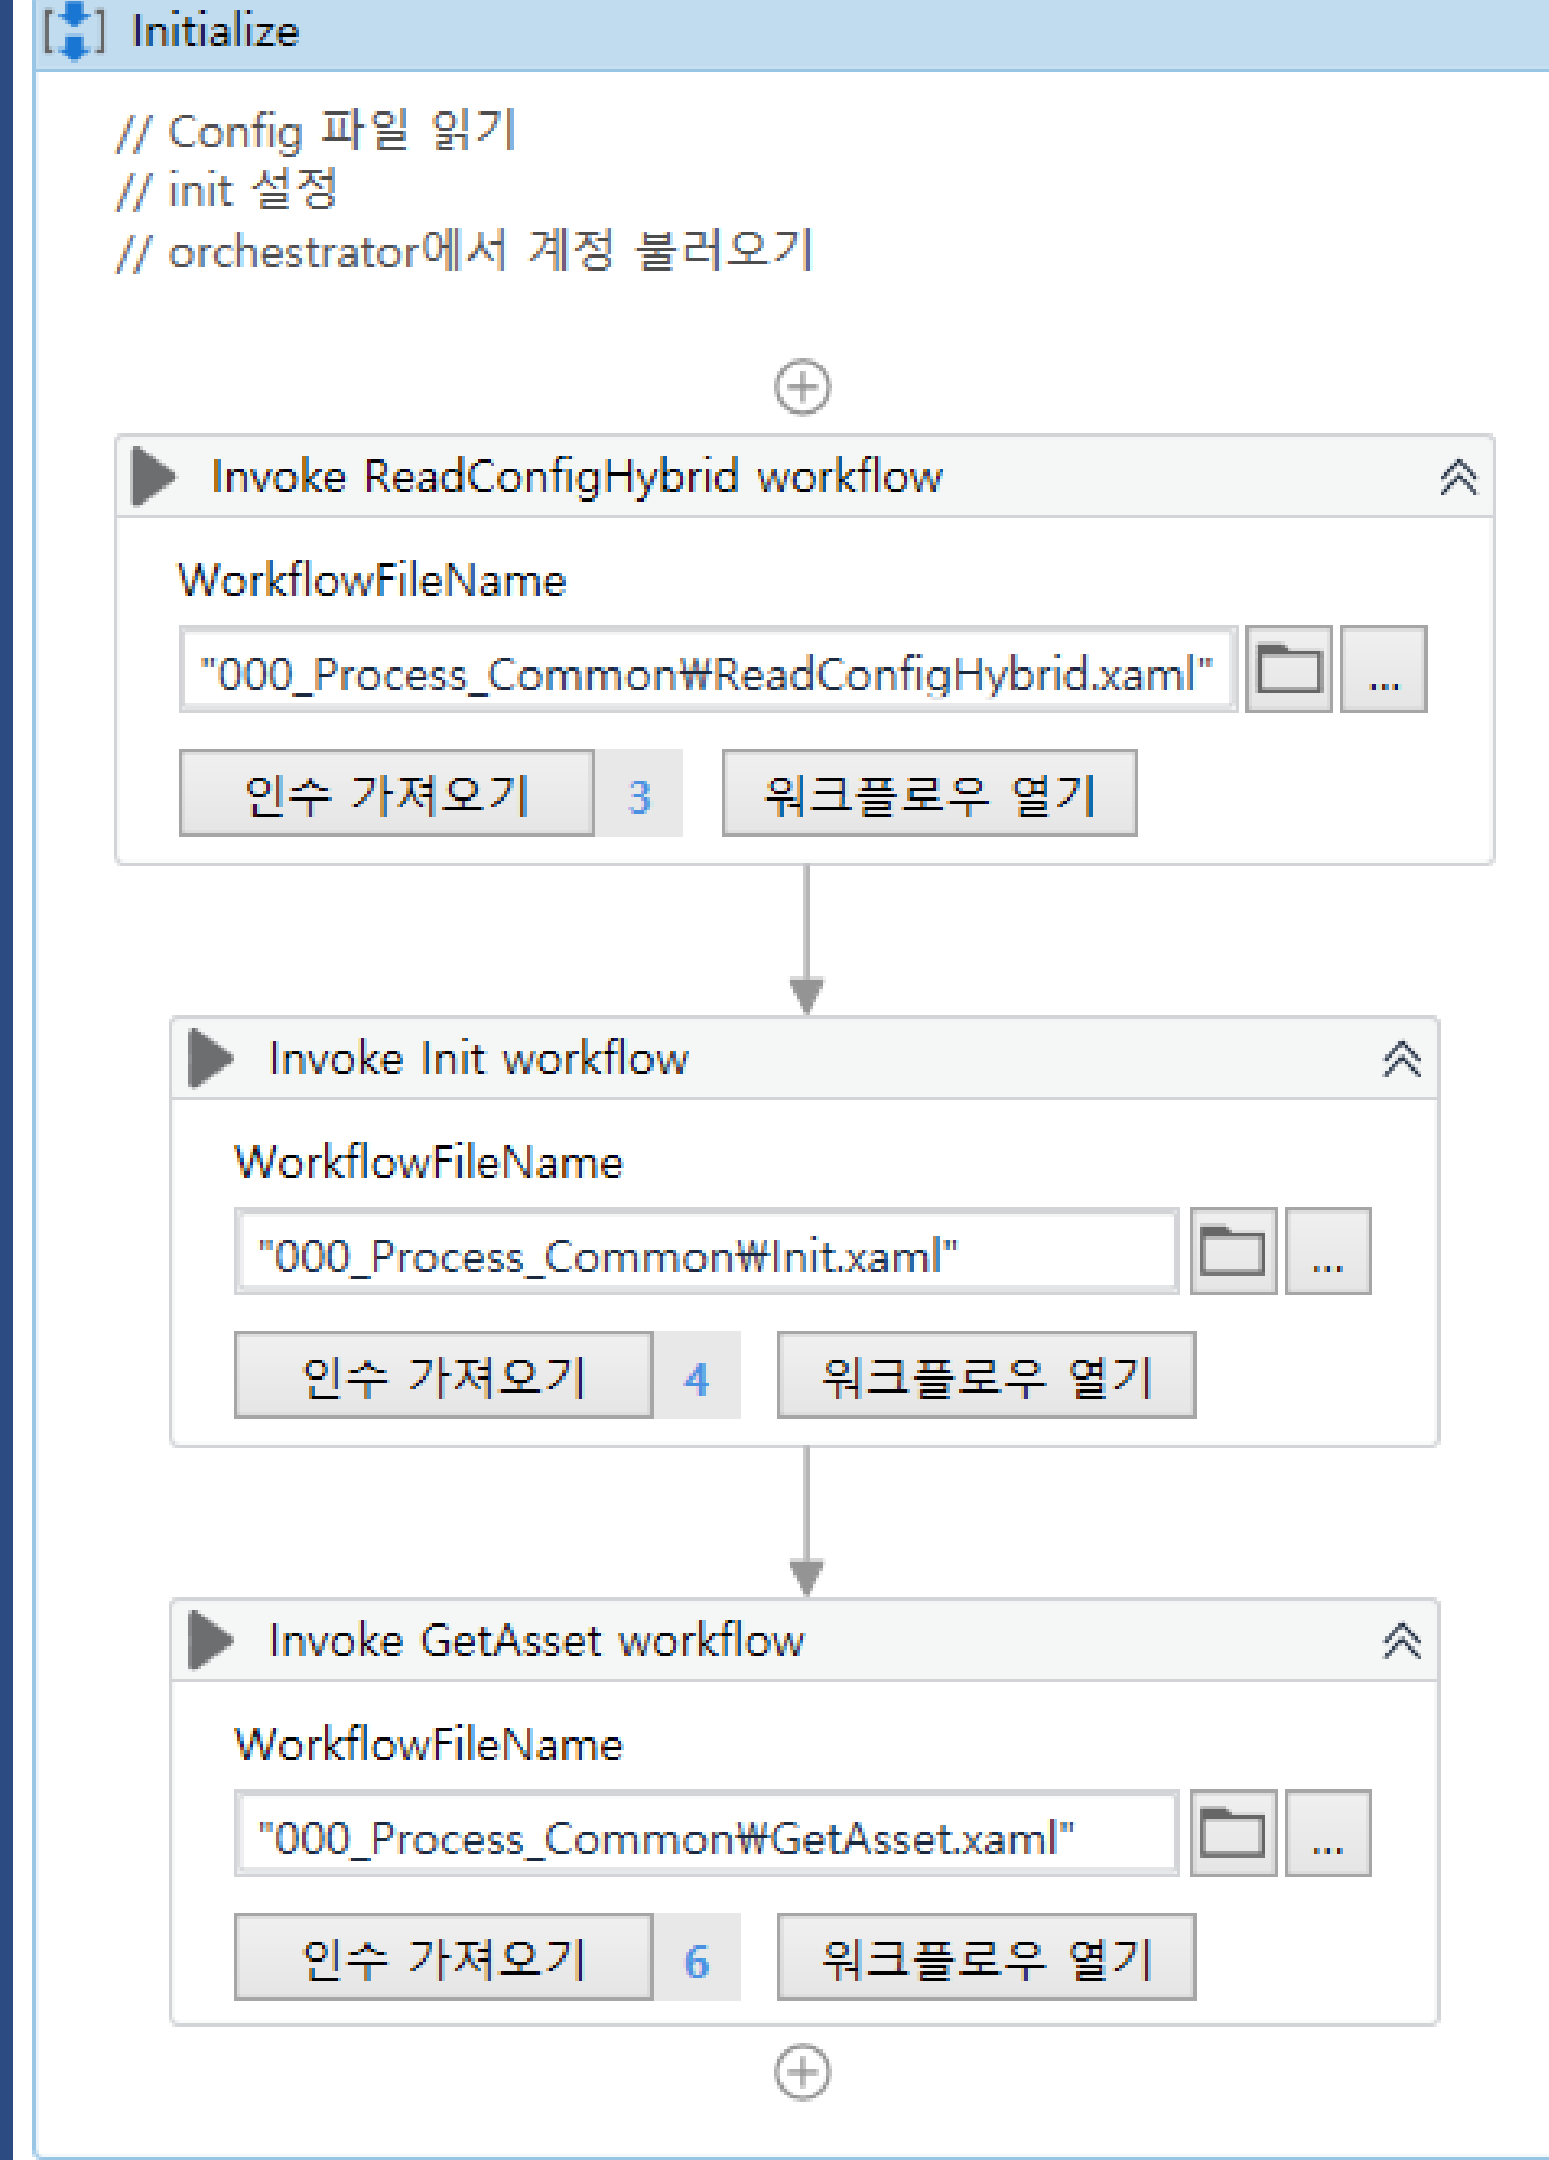 Initialize
// Config 파일 읽기
// init 설정
// orchestrator에서 계정 불러오기
Invoke ReadConfigHybrid workflow
WorkflowFileName
"000_Process_Common₩ReadConfigHybrid.xaml"
...
인수 가져오기 3 워크플로우 열기
Invoke Init workflow
WorkflowFileName
"000_Process_Common₩Init.xaml"
...
인수 가져오기 4 워크플로우 열기
Invoke GetAsset workflow
WorkflowFileName
"000_Process_Common₩GetAsset.xaml"
...
인수 가져오기 6 워크플로우 열기